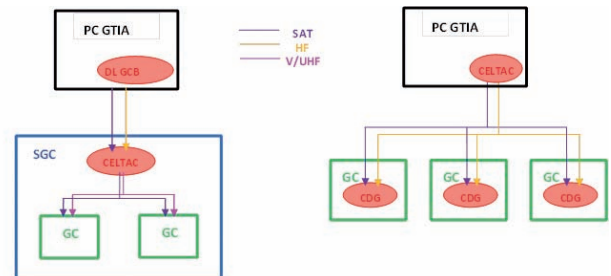 PC GTIA
DL GCB
SGC
CELTAC
GC
GC
SAT
HF
V/UHF
PC GTIA
CELTAC
GC
CDG
GC
CDG
GC
CDG